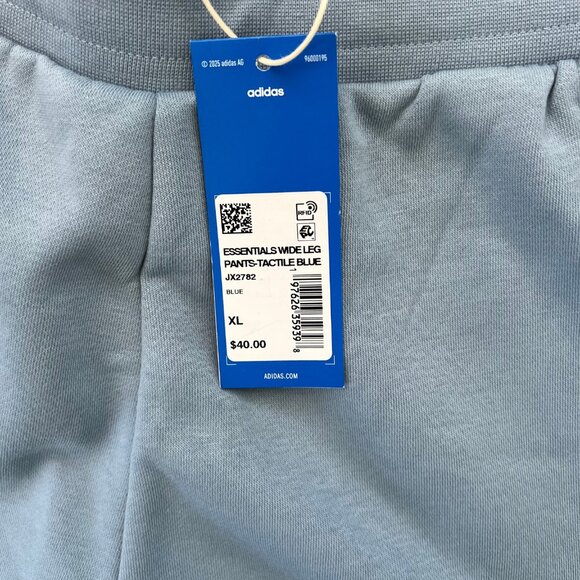 © 2025 adidas AG 96000195
adidas
RFID
ESSENTIALS WIDE LEG
PANTS-TACTILE BLUE
JX2782
BLUE
XL
$40.00
1 97626 35939 8
ADIDAS.COM